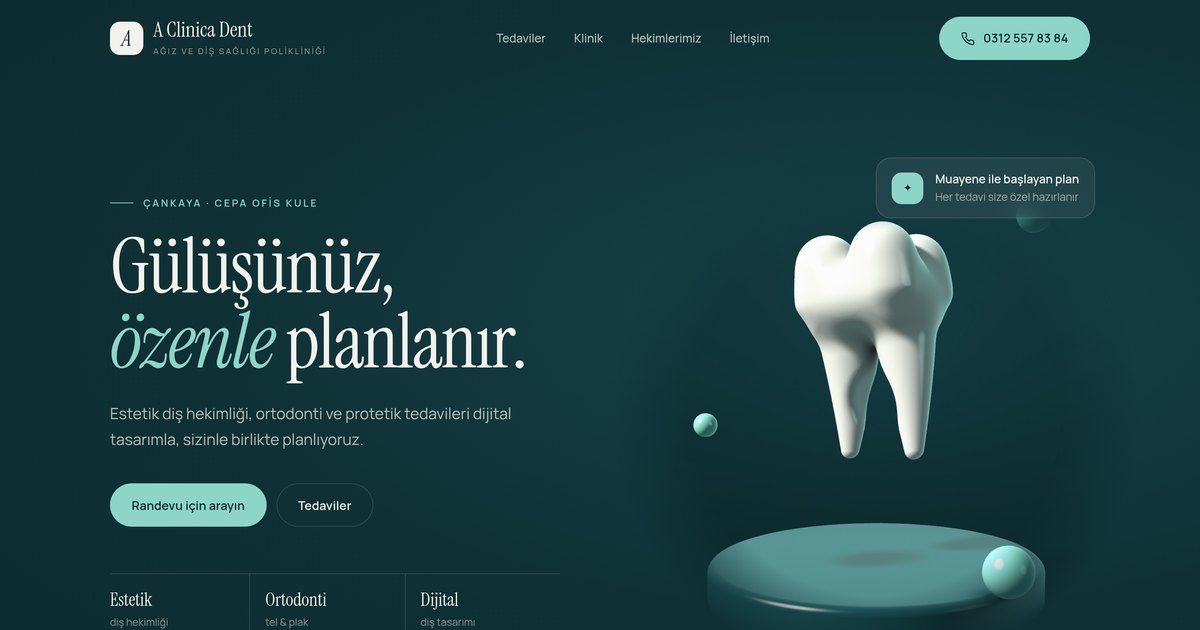 A
A Clinica Dent
AĞIZ VE DİŞ SAĞLIĞI POLİKLİNİĞİ
Tedaviler
Klinik
Hekimlerimiz
İletişim
0312 557 83 84
Muayene ile başlayan plan
Her tedavi size özel hazırlanır
ÇANKAYA · CEPA OFİS KULE
Gülüşünüz,
özenle planlanır.
Estetik diş hekimliği, ortodonti ve protetik tedavileri dijital
tasarımla, sizinle birlikte planlıyoruz.
Randevu için arayın
Tedaviler
Estetik
diş hekimliği
Ortodonti
tel & plak
Dijital
diş tasarımı